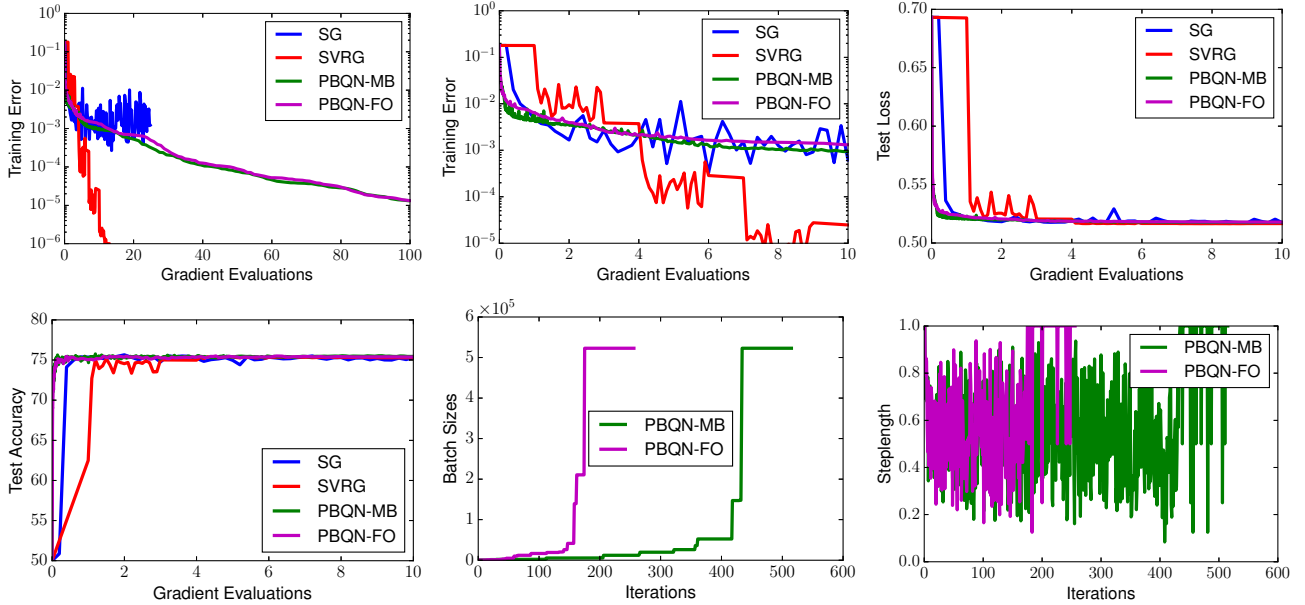 10^0
10^-1
10^-2
10^-3
10^-4
10^-5
10^-6
Training Error
0 20 40 60 80 100
Gradient Evaluations
SG
SVRG
PBQN-MB
PBQN-FO
10^0
10^-1
10^-2
10^-3
10^-4
10^-5
Training Error
0 2 4 6 8 10
Gradient Evaluations
SG
SVRG
PBQN-MB
PBQN-FO
0.70
0.65
0.60
0.55
0.50
Test Loss
0 2 4 6 8 10
Gradient Evaluations
SG
SVRG
PBQN-MB
PBQN-FO
80
75
70
65
60
55
50
Test Accuracy
0 2 4 6 8 10
Gradient Evaluations
SG
SVRG
PBQN-MB
PBQN-FO
×10^5
6
5
4
3
2
1
0
Batch Sizes
0 100 200 300 400 500 600
Iterations
PBQN-MB
PBQN-FO
1.0
0.8
0.6
0.4
0.2
0.0
Steplength
0 100 200 300 400 500 600
Iterations
PBQN-MB
PBQN-FO